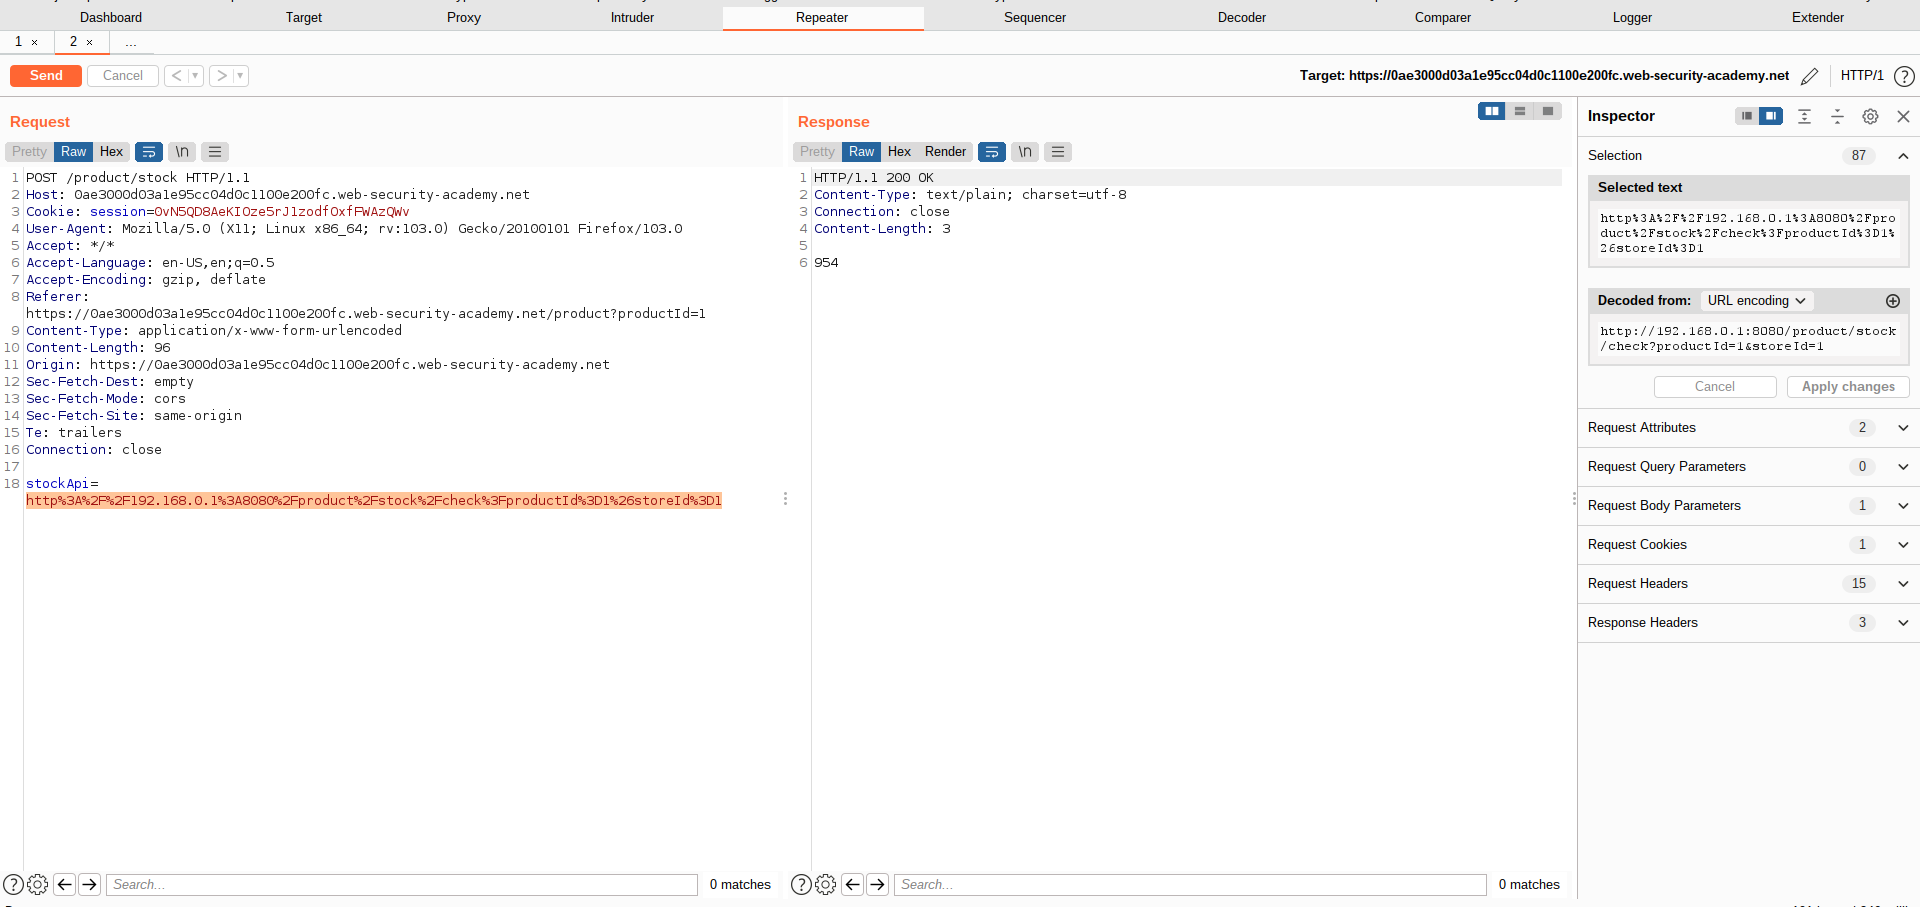 Dashboard Target Proxy Intruder Repeater Sequencer Decoder Comparer Logger Extender
1 × 2 × ...
Send Cancel < > Target: https://0ae3000d03a1e95cc04d0c1100e200fc.web-security-academy.net HTTP/1 ?
Request
Pretty Raw Hex \n
1 POST /product/stock HTTP/1.1
2 Host: 0ae3000d03a1e95cc04d0c1100e200fc.web-security-academy.net
3 Cookie: session=0vN5QD8AeKIOze5rJ1zodfOxfFWAzQWv
4 User-Agent: Mozilla/5.0 (X11; Linux x86_64; rv:103.0) Gecko/20100101 Firefox/103.0
5 Accept: */*
6 Accept-Language: en-US,en;q=0.5
7 Accept-Encoding: gzip, deflate
8 Referer:
https://0ae3000d03a1e95cc04d0c1100e200fc.web-security-academy.net/product?productId=1
9 Content-Type: application/x-www-form-urlencoded
10 Content-Length: 96
11 Origin: https://0ae3000d03a1e95cc04d0c1100e200fc.web-security-academy.net
12 Sec-Fetch-Dest: empty
13 Sec-Fetch-Mode: cors
14 Sec-Fetch-Site: same-origin
15 Te: trailers
16 Connection: close
17
18 stockApi=
http%3A%2F%2F192.168.0.1%3A8080%2Fproduct%2Fstock%2Fcheck%3FproductId%3D1%26storeId%3D1
? Search... 0 matches
Response
Pretty Raw Hex Render \n
1 HTTP/1.1 200 OK
2 Content-Type: text/plain; charset=utf-8
3 Connection: close
4 Content-Length: 3
5
6 954
? Search... 0 matches
Inspector
Selection 87
Selected text
http%3A%2F%2F192.168.0.1%3A8080%2Fpro
duct%2Fstock%2Fcheck%3FproductId%3D1%
26storeId%3D1
Decoded from: URL encoding
http://192.168.0.1:8080/product/stock
/check?productId=1&storeId=1
Cancel Apply changes
Request Attributes 2
Request Query Parameters 0
Request Body Parameters 1
Request Cookies 1
Request Headers 15
Response Headers 3